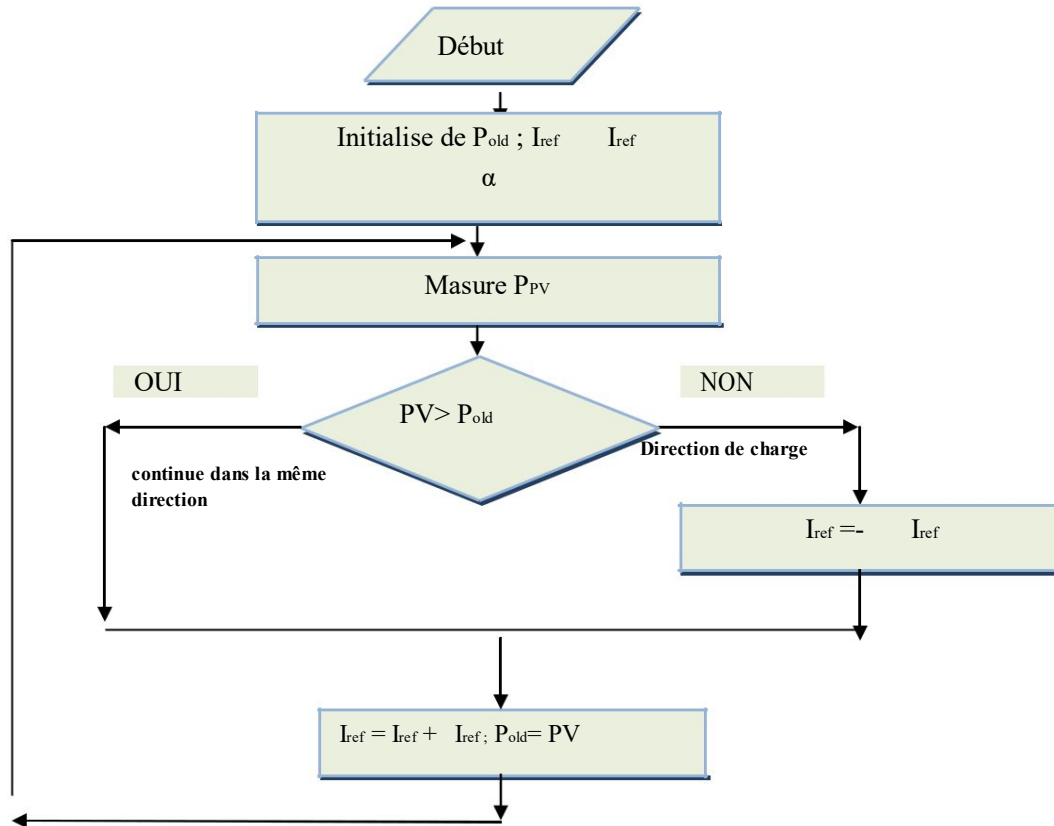 Début
Initialise de Pold ; Iref Iref
α
Masure PPV
OUI
NON
PV> Pold
Direction de charge
continue dans la même
direction
Iref =- Iref
Iref = Iref + Iref ; Pold= PV